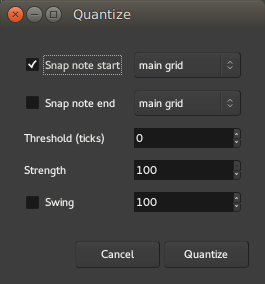 Quantize
Snap note start main grid
Snap note end main grid
Threshold (ticks) 0
Strength 100
Swing 100
Cancel Quantize